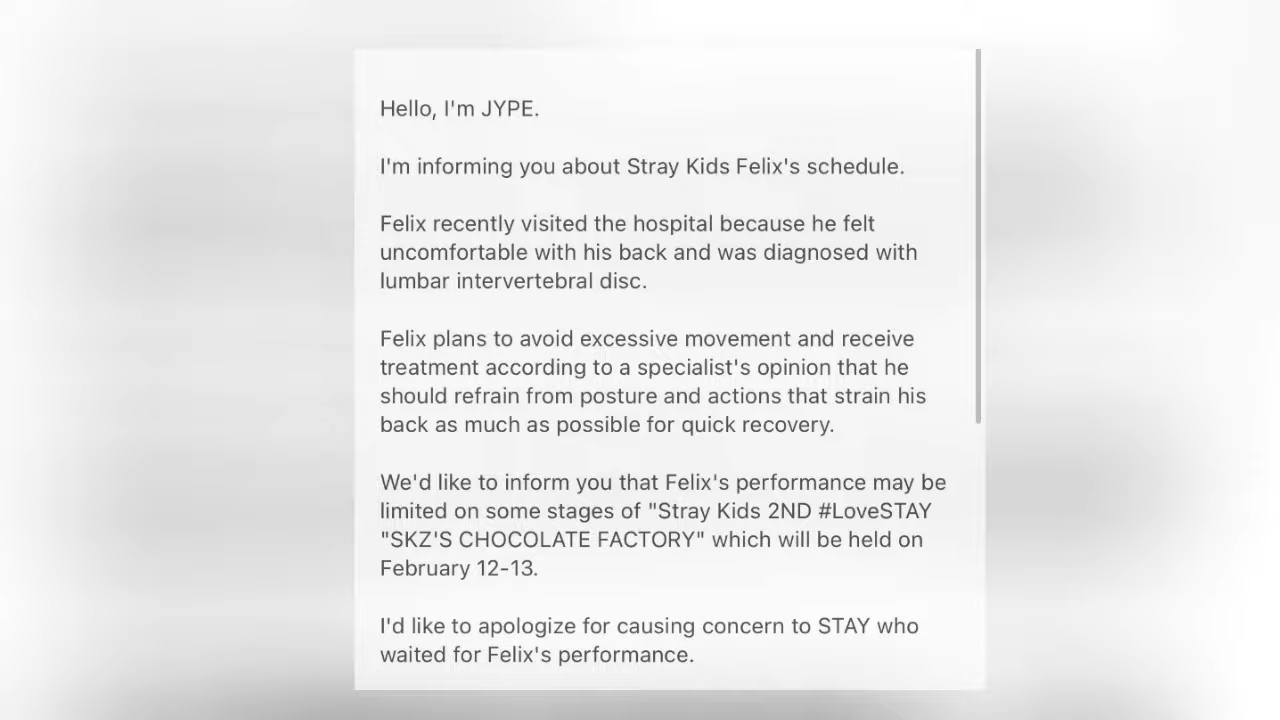 Hello, I'm JYPE.
I'm informing you about Stray Kids Felix's schedule.
Felix recently visited the hospital because he felt
uncomfortable with his back and was diagnosed with
lumbar intervertebral disc.
Felix plans to avoid excessive movement and receive
treatment according to a specialist's opinion that he
should refrain from posture and actions that strain his
back as much as possible for quick recovery.
We'd like to inform you that Felix's performance may be
limited on some stages of "Stray Kids 2ND #LoveSTAY
"SKZ'S CHOCOLATE FACTORY" which will be held on
February 12-13.
I'd like to apologize for causing concern to STAY who
waited for Felix's performance.